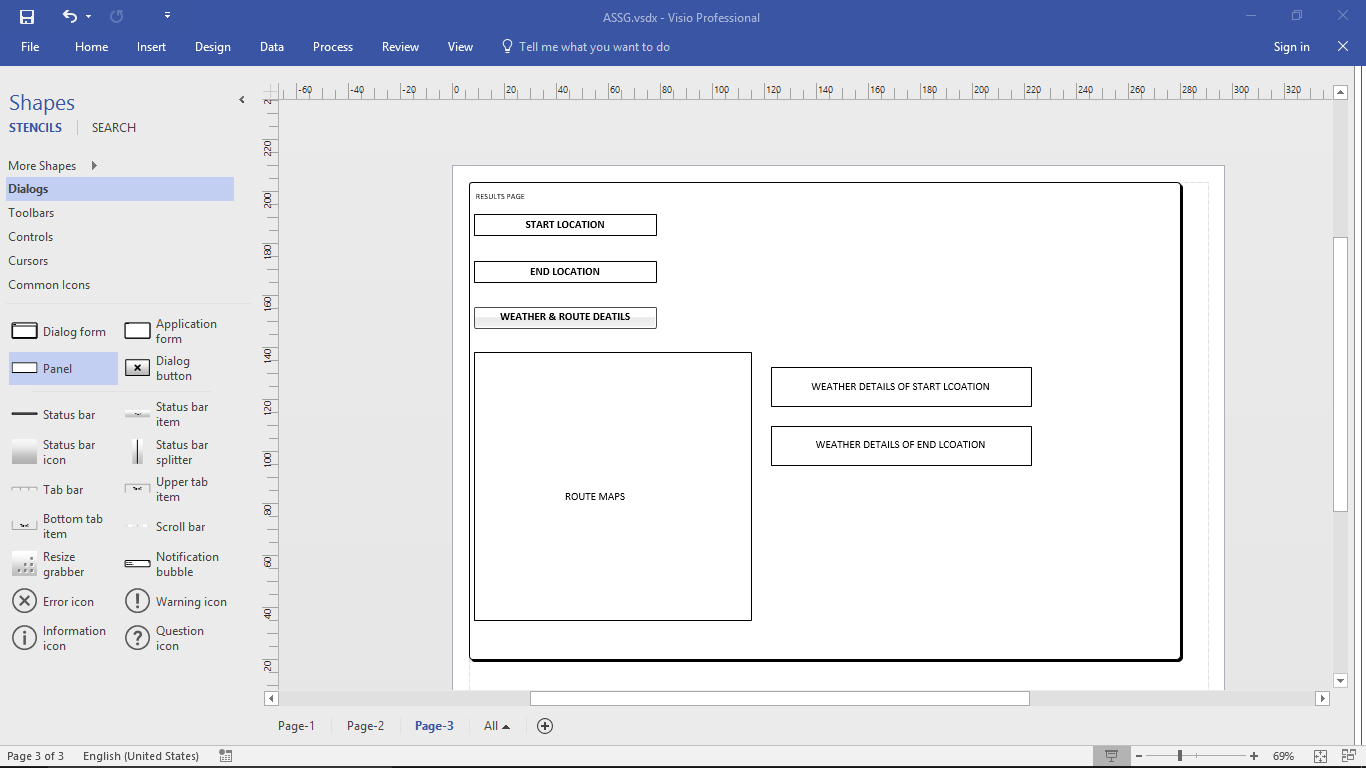 ASSG.vsdx - Visio Professional
File Home Insert Design Data Process Review View Tell me what you want to do Sign in
Shapes
STENCILS SEARCH
More Shapes
Dialogs
Toolbars
Controls
Cursors
Common Icons
Dialog form
Application form
Panel
Dialog button
Status bar
Status bar item
Status bar icon
Status bar splitter
Tab bar
Upper tab item
Bottom tab item
Scroll bar
Resize grabber
Notification bubble
Error icon
Warning icon
Information icon
Question icon
-60 -40 -20 0 20 40 60 80 100 120 140 160 180 200 220 240 260 280 300 320
220
200
180
160
140
120
100
80
60
40
20
RESULTS PAGE
START LOCATION
END LOCATION
WEATHER & ROUTE DEATILS
WEATHER DETAILS OF START LCOATION
WEATHER DETAILS OF END LCOATION
ROUTE MAPS
Page-1 Page-2 Page-3 All
Page 3 of 3 English (United States) 69%